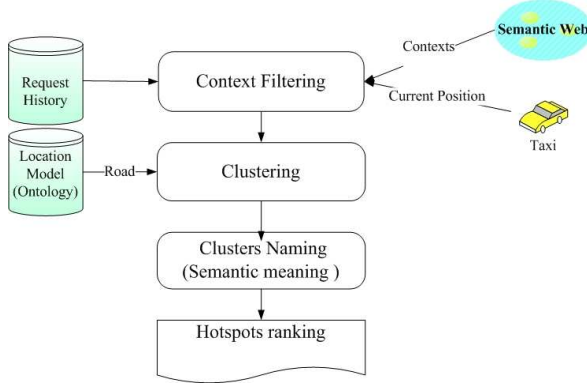 Semantic Web
Contexts
Request
History
Context Filtering
Current Position
Taxi
Location
Model
(Ontology)
Road
Clustering
Clusters Naming
(Semantic meaning )
Hotspots ranking